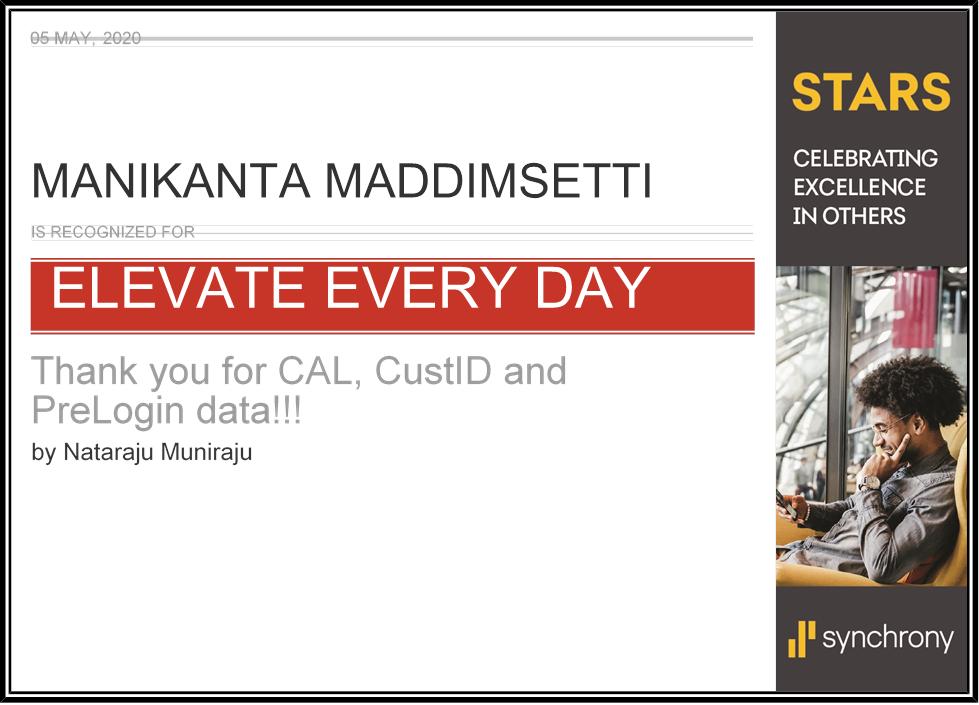 05 MAY, 2020
MANIKANTA MADDIMSETTI
IS RECOGNIZED FOR
ELEVATE EVERY DAY
Thank you for CAL, CustID and
PreLogin data!!!
by Nataraju Muniraju
STARS
CELEBRATING
EXCELLENCE
IN OTHERS
synchrony